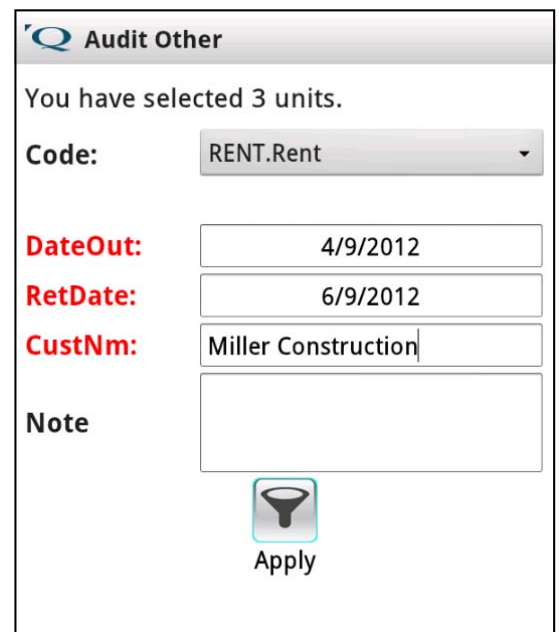 Audit Other
You have selected 3 units.
Code: RENT.Rent
DateOut: 4/9/2012
RetDate: 6/9/2012
CustNm: Miller Construction
Note
Apply